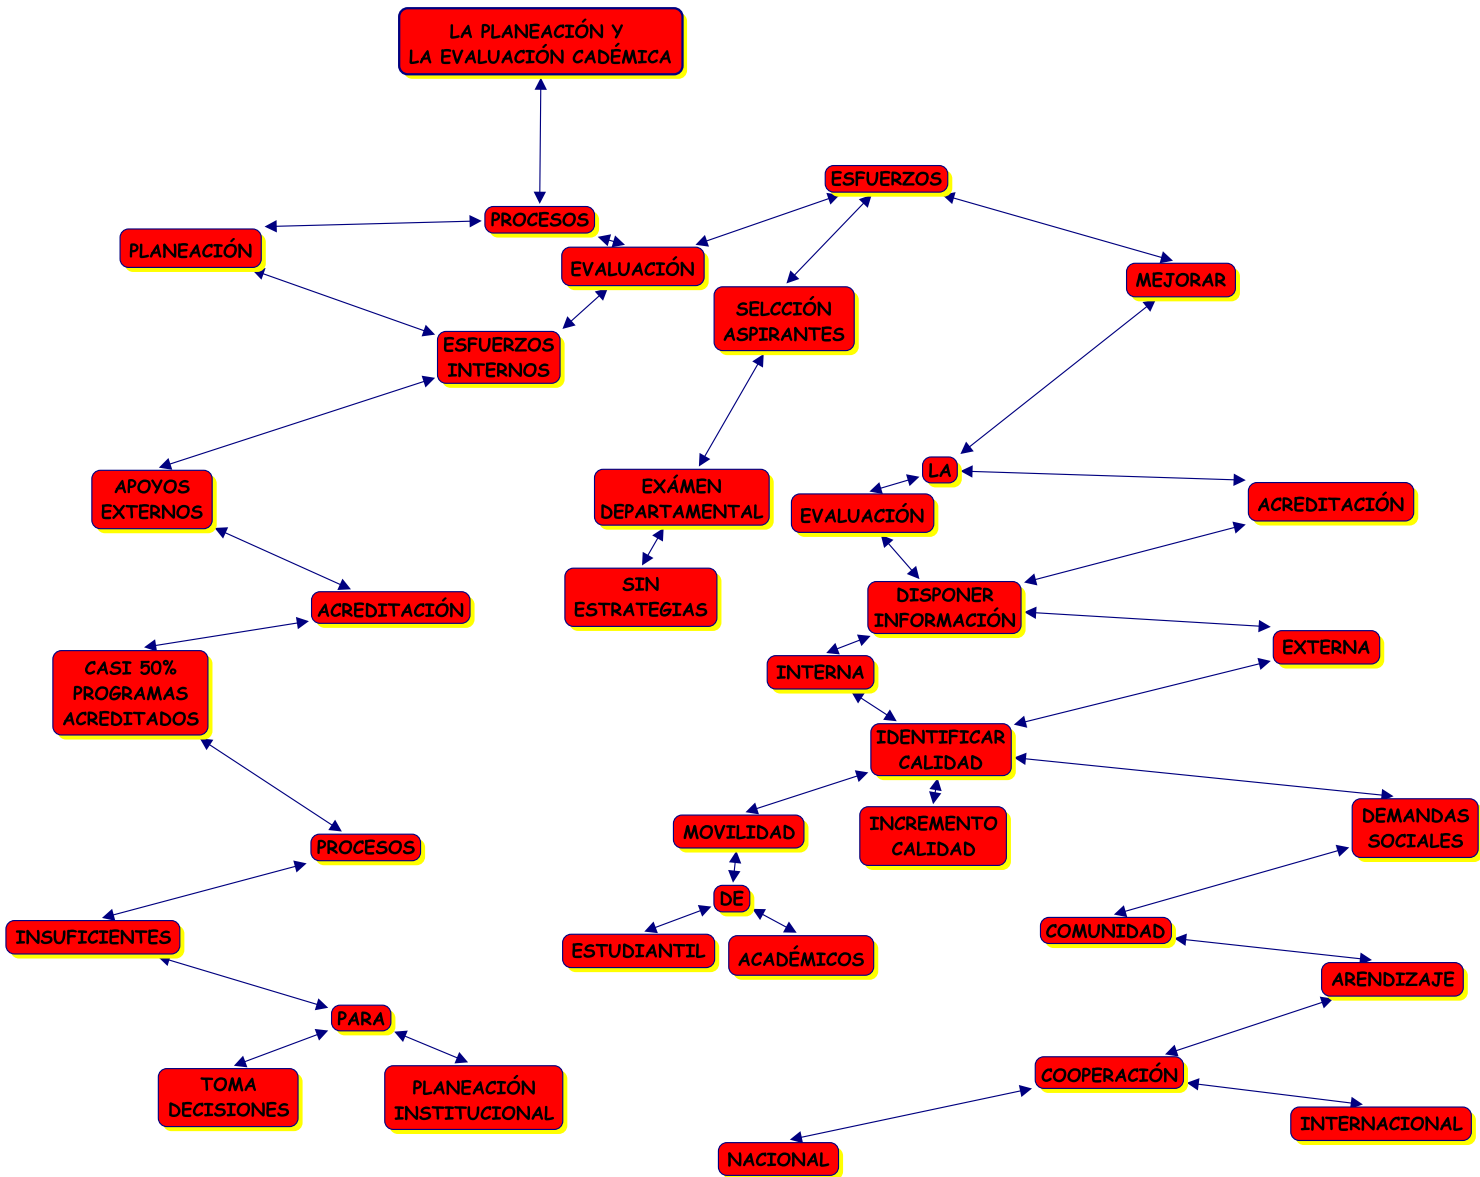 LA PLANEACIÓN Y
LA EVALUACIÓN CADÉMICA
ESFUERZOS
PROCESOS
PLANEACIÓN
EVALUACIÓN
MEJORAR
SELCCIÓN
ASPIRANTES
ESFUERZOS
INTERNOS
LA
APOYOS
EXTERNOS
EXÁMEN
DEPARTAMENTAL
EVALUACIÓN
ACREDITACIÓN
SIN
ESTRATEGIAS
DISPONER
INFORMACIÓN
ACREDITACIÓN
EXTERNA
CASI 50%
PROGRAMAS
ACREDITADOS
INTERNA
IDENTIFICAR
CALIDAD
MOVILIDAD
INCREMENTO
CALIDAD
DEMANDAS
SOCIALES
PROCESOS
DE
INSUFICIENTES
ESTUDIANTIL
ACADÉMICOS
COMUNIDAD
ARENDIZAJE
PARA
COOPERACIÓN
TOMA
DECISIONES
PLANEACIÓN
INSTITUCIONAL
INTERNACIONAL
NACIONAL